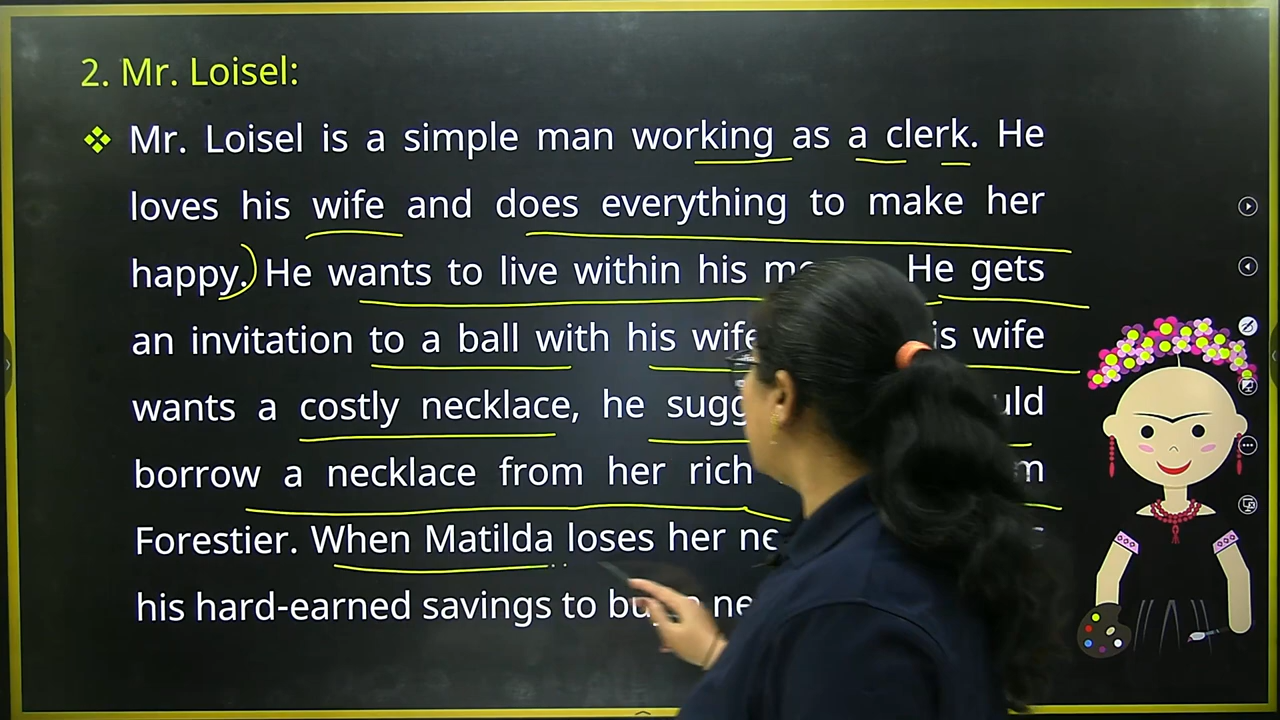 2. Mr. Loisel:
Mr. Loisel is a simple man working as a clerk. He
loves his wife and does everything to make her
happy. He wants to live within his He gets
an invitation to a ball with his wife wife
wants a costly necklace, he
borrow a necklace from her rich
Forestier. When Matilda loses her
his hard-earned savings to